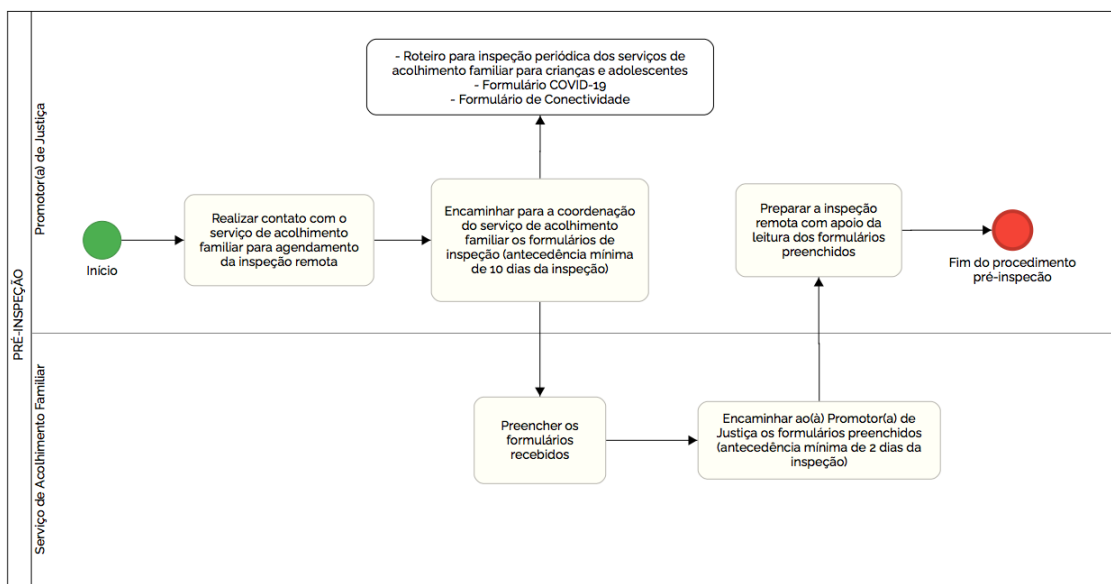 PRÉ-INSPEÇÃO
Promotor(a) de Justiça
- Roteiro para inspeção periódica dos serviços de
acolhimento familiar para crianças e adolescentes
- Formulário COVID-19
- Formulário de Conectividade
Início
Realizar contato com o
serviço de acolhimento
familiar para agendamento
da inspeção remota
Encaminhar para a coordenação
do serviço de acolhimento
familiar os formulários de
inspeção (antecedência mínima
de 10 dias da inspeção)
Preparar a inspeção
remota com apoio da
leitura dos formulários
preenchidos
Fim do procedimento
pré-inspecão
Serviço de Acolhimento Familiar
Preencher os
formulários
recebidos
Encaminhar ao(à) Promotor(a) de
Justiça os formulários preenchidos
(antecedência mínima de 2 dias da
inspeção)